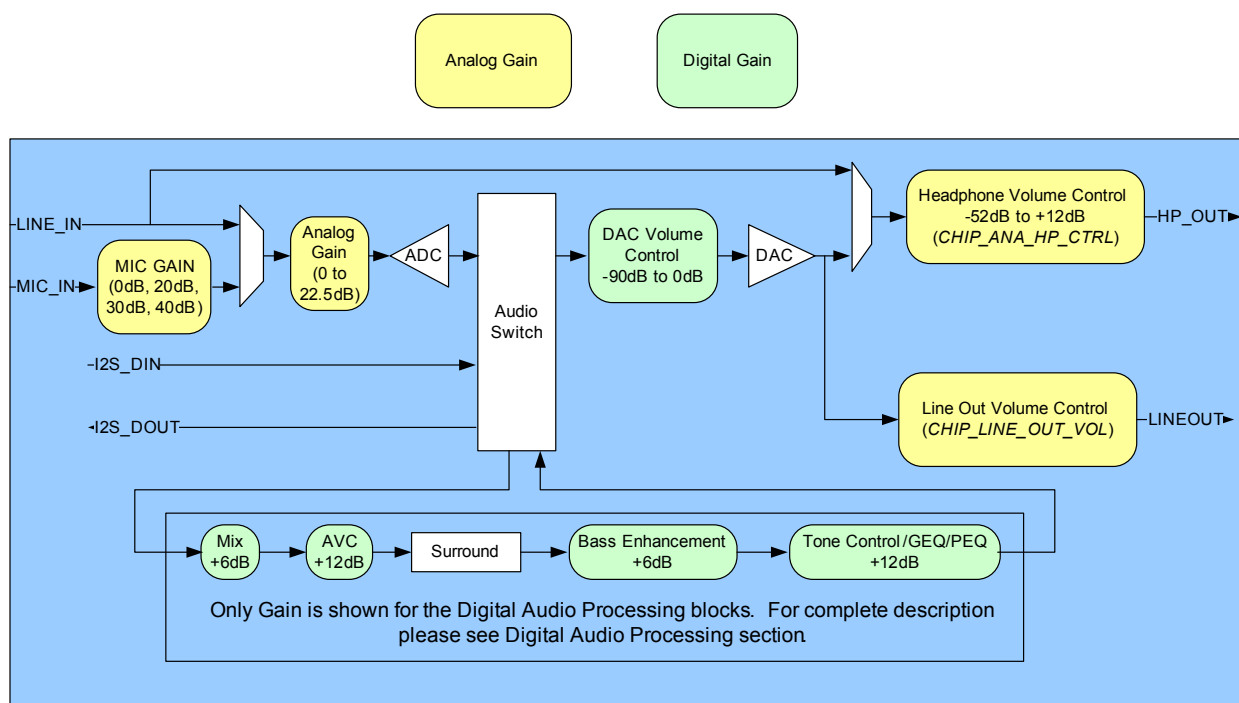 Analog Gain
Digital Gain
LINE_IN
MIC_IN
MIC GAIN
(0dB, 20dB,
30dB, 40dB)
Analog
Gain
(0 to
22.5dB)
ADC
Audio
Switch
DAC Volume
Control
-90dB to 0dB
DAC
Headphone Volume Control
-52dB to +12dB
(CHIP_ANA_HP_CTRL)
HP_OUT
I2S_DIN
I2S_DOUT
Line Out Volume Control
(CHIP_LINE_OUT_VOL)
LINEOUT
Mix
+6dB
AVC
+12dB
Surround
Bass Enhancement
+6dB
Tone Control/GEQ/PEQ
+12dB
Only Gain is shown for the Digital Audio Processing blocks. For complete description
please see Digital Audio Processing section.